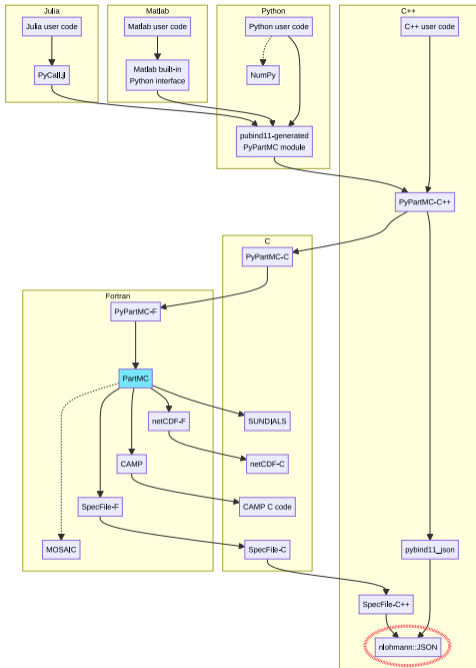 Julia
Matlab
Python
C++
Julia user code
Matlab user code
Python user code
C++ user code
PyCall.jl
Matlab built-in
Python interface
NumPy
pubind11-generated
PyPartMC module
PyPartMC-C++
C
PyPartMC-C
Fortran
PyPartMC-F
PartMC
netCDF-F
SUNDIALS
CAMP
netCDF-C
SpecFile-F
CAMP C code
MOSAIC
SpecFile-C
pybind11_json
SpecFile-C++
nlohmann::JSON